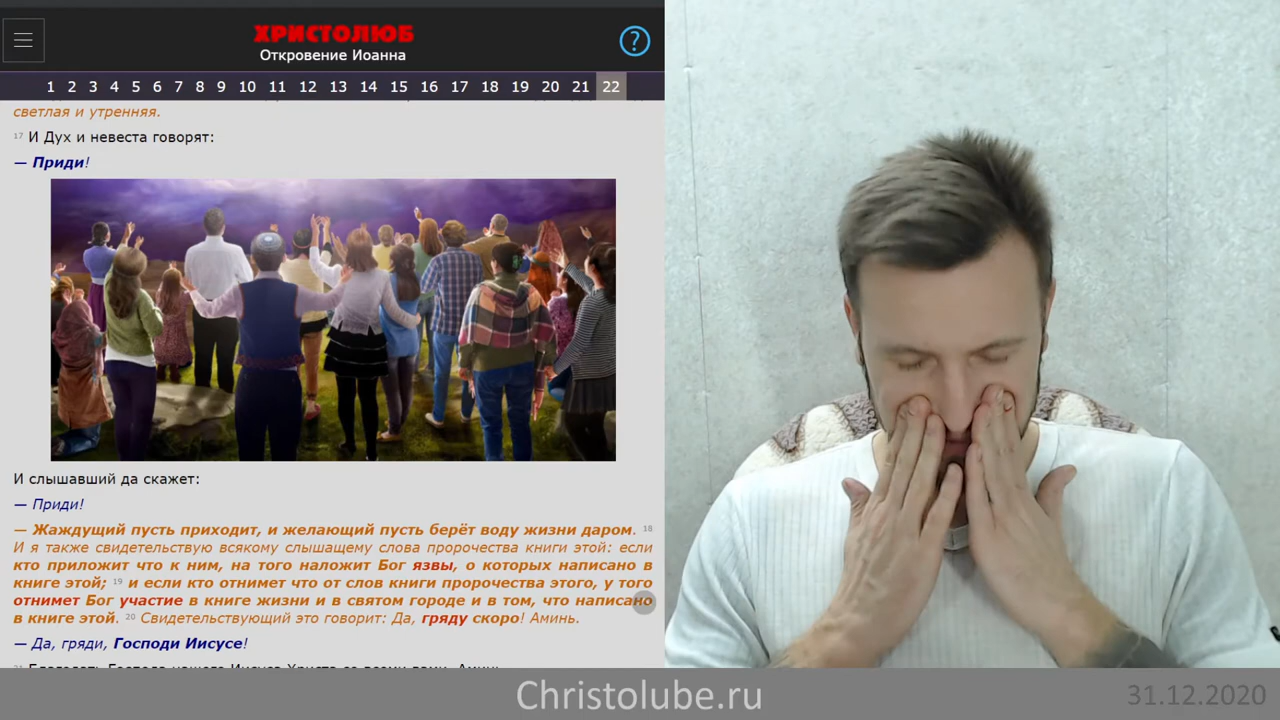 ХРИСТОЛЮБ
Откровение Иоанна
?
1 2 3 4 5 6 7 8 9 10 11 12 13 14 15 16 17 18 19 20 21 22
светлая и утренняя.
17 И Дух и невеста говорят:
— Приди!
И слышавший да скажет:
— Приди!
— Жаждущий пусть приходит, и желающий пусть берёт воду жизни даром. 18
И я также свидетельствую всякому слышащему слова пророчества книги этой: если
кто приложит что к ним, на того наложит Бог язвы, о которых написано в
книге этой; 19 и если кто отнимет что от слов книги пророчества этого, у того
отнимет Бог участие в книге жизни и в святом городе и в том, что написано
в книге этой. 20 Свидетельствующий это говорит: Да, гряду скоро! Аминь.
— Да, гряди, Господи Иисусе!
Christolube.ru
31.12.2020